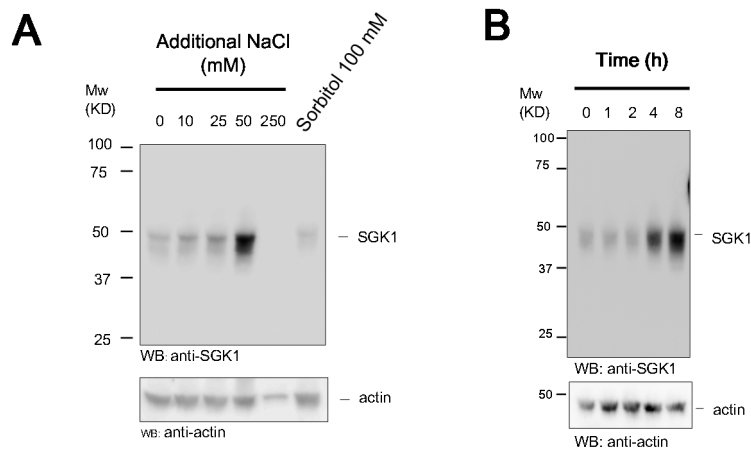 A
Additional NaCl
(mM)
Sorbitol 100 mM
Mw
(KD)
0 10 25 50 250
100
75
50
37
25
SGK1
WB: anti-SGK1
actin
WB: anti-actin
B
Time (h)
Mw
(KD)
0 1 2 4 8
100
75
50
37
25
SGK1
WB: anti-SGK1
50
actin
WB: anti-actin